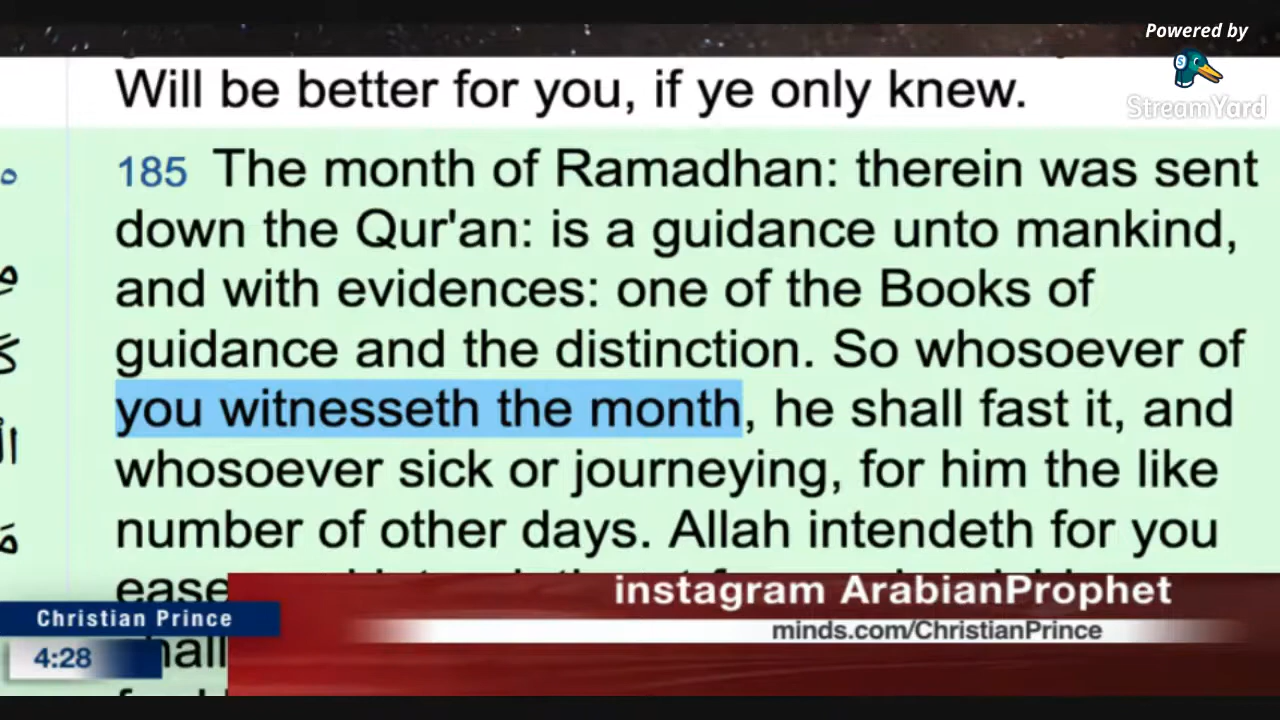 Powered by
StreamYard
Will be better for you, if ye only knew.
185 The month of Ramadhan: therein was sent
down the Qur'an: is a guidance unto mankind,
and with evidences: one of the Books of
guidance and the distinction. So whosoever of
you witnesseth the month, he shall fast it, and
whosoever sick or journeying, for him the like
number of other days. Allah intendeth for you
ease
instagram ArabianProphet
Christian Prince
minds.com/ChristianPrince
4:28